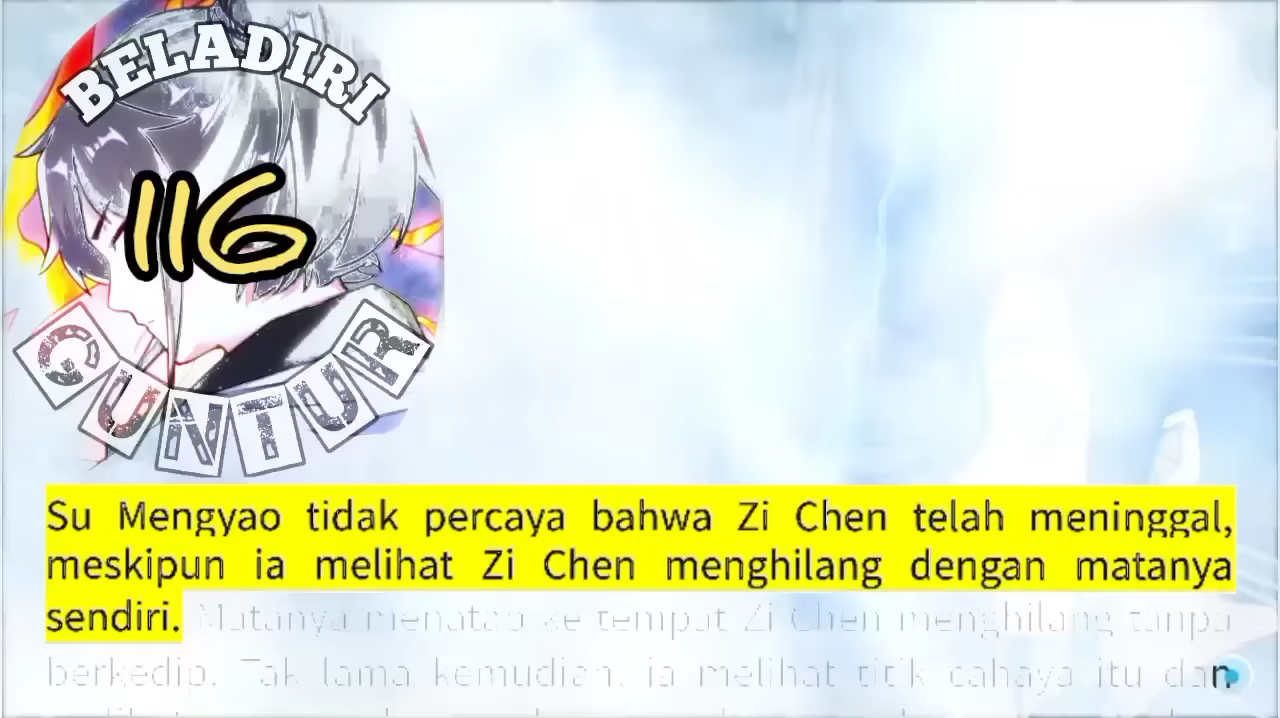 BELADIRI
116
GUNTUR
Su Mengyao tidak percaya bahwa Zi Chen telah meninggal,
meskipun ia melihat Zi Chen menghilang dengan matanya
sendiri. Matanya menatap ke tempat Zi Chen menghilang tanpa
berkedip. Tak lama kemudian, ia melihat titik cahaya itu dan